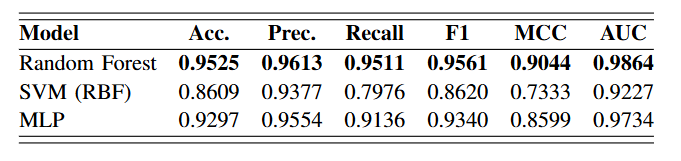 Model Acc. Prec. Recall F1 MCC AUC
Random Forest 0.9525 0.9613 0.9511 0.9561 0.9044 0.9864
SVM (RBF) 0.8609 0.9377 0.7976 0.8620 0.7333 0.9227
MLP 0.9297 0.9554 0.9136 0.9340 0.8599 0.9734